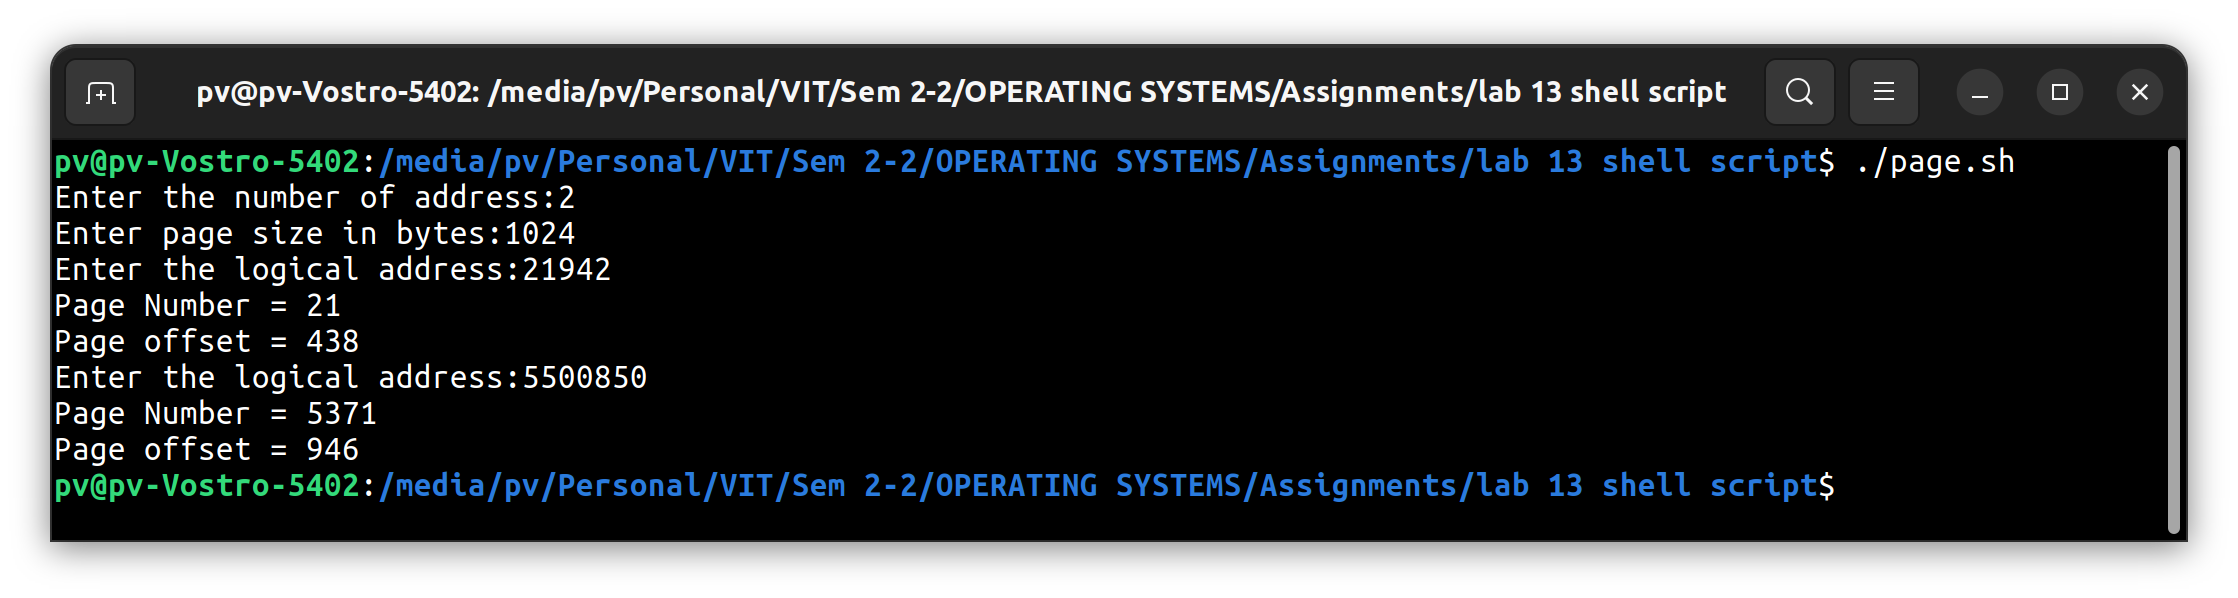 pv@pv-Vostro-5402: /media/pv/Personal/VIT/Sem 2-2/OPERATING SYSTEMS/Assignments/lab 13 shell script
pv@pv-Vostro-5402:/media/pv/Personal/VIT/Sem 2-2/OPERATING SYSTEMS/Assignments/lab 13 shell script$ ./page.sh
Enter the number of address:2
Enter page size in bytes:1024
Enter the logical address:21942
Page Number = 21
Page offset = 438
Enter the logical address:5500850
Page Number = 5371
Page offset = 946
pv@pv-Vostro-5402:/media/pv/Personal/VIT/Sem 2-2/OPERATING SYSTEMS/Assignments/lab 13 shell script$